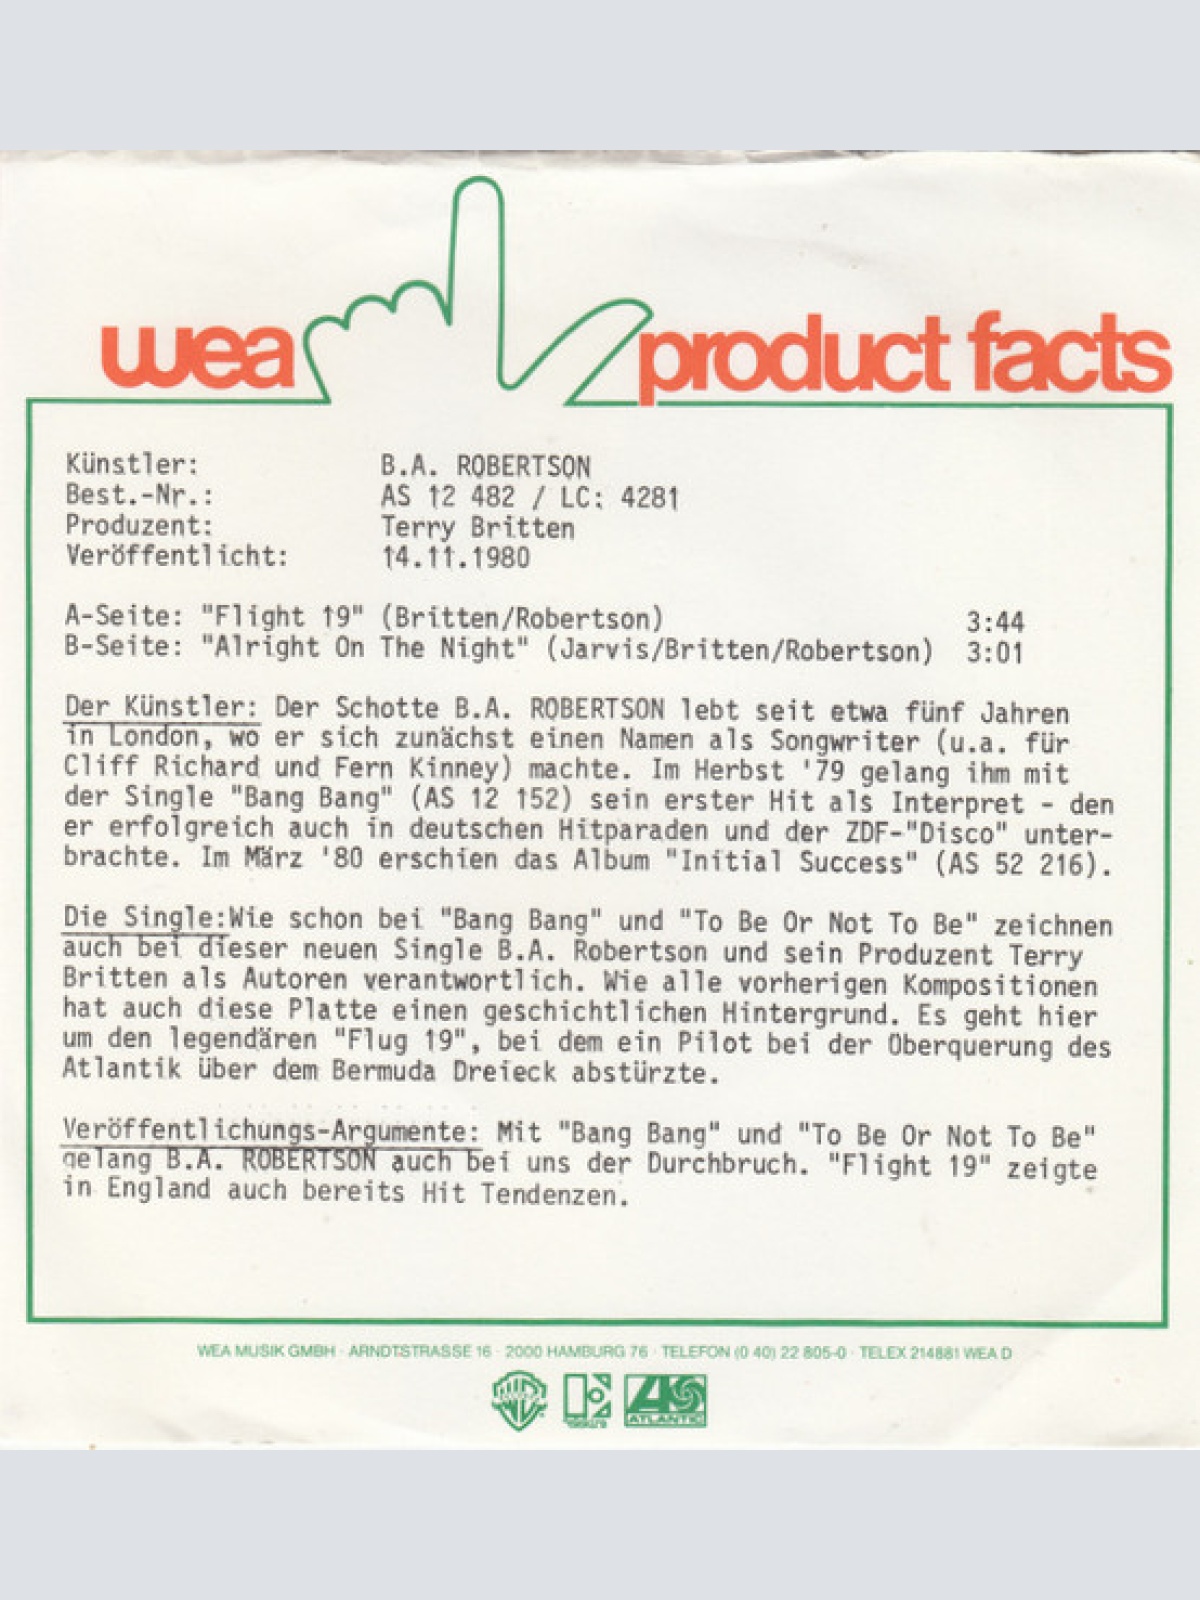 wea product facts
Künstler: B.A. ROBERTSON
Best.-Nr.: AS 12 482 / LC: 4281
Produzent: Terry Britten
Veröffentlicht: 14.11.1980
A-Seite: "Flight 19" (Britten/Robertson) 3:44
B-Seite: "Alright On The Night" (Jarvis/Britten/Robertson) 3:01
Der Künstler: Der Schotte B.A. ROBERTSON lebt seit etwa fünf Jahren
in London, wo er sich zunächst einen Namen als Songwriter (u.a. für
Cliff Richard und Fern Kinney) machte. Im Herbst '79 gelang ihm mit
der Single "Bang Bang" (AS 12 152) sein erster Hit als Interpret - den
er erfolgreich auch in deutschen Hitparaden und der ZDF-"Disco" unter-
brachte. Im März '80 erschien das Album "Initial Success" (AS 52 216).
Die Single:Wie schon bei "Bang Bang" und "To Be Or Not To Be" zeichnen
auch bei dieser neuen Single B.A. Robertson und sein Produzent Terry
Britten als Autoren verantwortlich. Wie alle vorherigen Kompositionen
hat auch diese Platte einen geschichtlichen Hintergrund. Es geht hier
um den legendären "Flug 19", bei dem ein Pilot bei der Oberquerung des
Atlantik über dem Bermuda Dreieck abstürzte.
Veröffentlichungs-Argumente: Mit "Bang Bang" und "To Be Or Not To Be"
gelang B.A. ROBERTSON auch bei uns der Durchbruch. "Flight 19" zeigte
in England auch bereits Hit Tendenzen.
WEA MUSIK GMBH · ARNDTSTRASSE 16 · 2000 HAMBURG 76 · TELEFON (0 40) 22 805-0 · TELEX 214881 WEA D
ATLANTIC